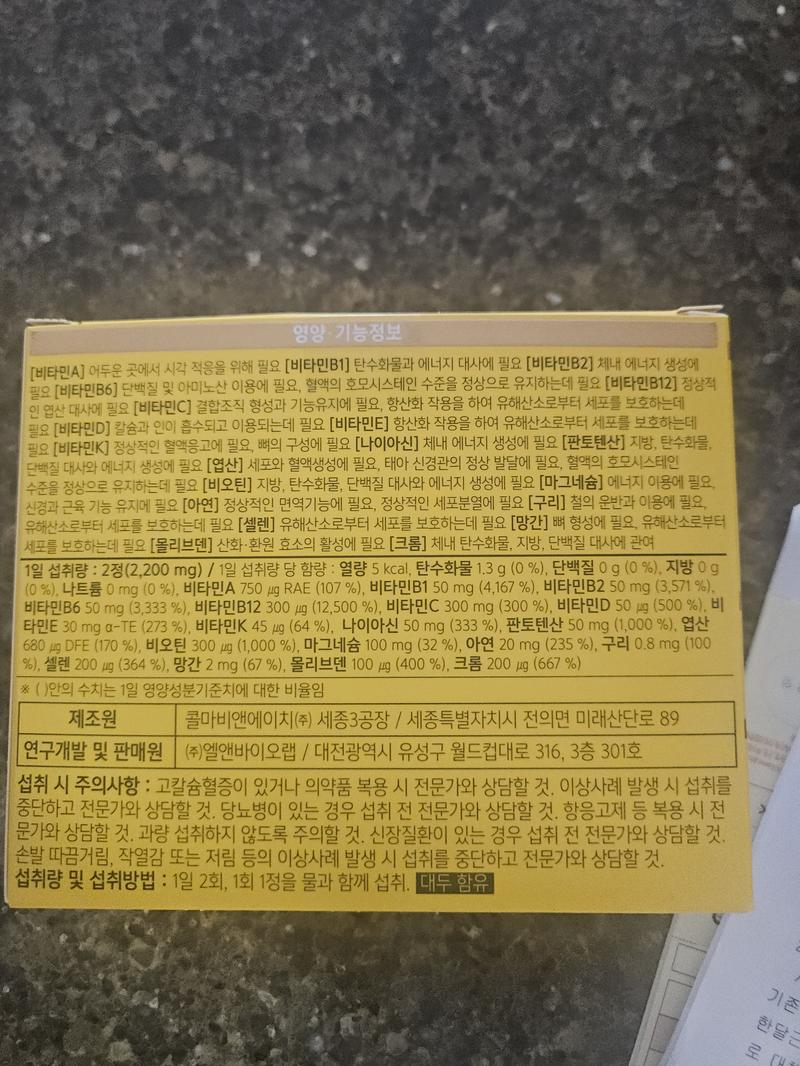 영양·기능정보
[비타민A] 어두운 곳에서 시각 적응을 위해 필요 [비타민B1] 탄수화물과 에너지 대사에 필요 [비타민B2] 체내 에너지 생성에
필요 [비타민B6] 단백질 및 아미노산 이용에 필요, 혈액의 호모시스테인 수준을 정상으로 유지하는데 필요 [비타민B12] 정상적
인 엽산 대사에 필요 [비타민C] 결합조직 형성과 기능유지에 필요, 항산화 작용을 하여 유해산소로부터 세포를 보호하는데
필요 [비타민D] 칼슘과 인이 흡수되고 이용되는데 필요 [비타민E] 항산화 작용을 하여 유해산소로부터 세포를 보호하는데
필요 [비타민K] 정상적인 혈액응고에 필요, 뼈의 구성에 필요 [나이아신] 체내 에너지 생성에 필요 [판토텐산] 지방, 탄수화물,
단백질 대사와 에너지 생성에 필요 [엽산] 세포와 혈액생성에 필요, 태아 신경관의 정상 발달에 필요, 혈액의 호모시스테인
수준을 정상으로 유지하는데 필요 [비오틴] 지방, 탄수화물, 단백질 대사와 에너지 생성에 필요 [마그네슘] 에너지 이용에 필요,
신경과 근육 기능 유지에 필요 [아연] 정상적인 면역기능에 필요, 정상적인 세포분열에 필요 [구리] 철의 운반과 이용에 필요,
유해산소로부터 세포를 보호하는데 필요 [셀렌] 유해산소로부터 세포를 보호하는데 필요 [망간] 뼈 형성에 필요, 유해산소로부터
세포를 보호하는데 필요 [몰리브덴] 산화·환원 효소의 활성에 필요 [크롬] 체내 탄수화물, 지방, 단백질 대사에 관여
1일 섭취량 : 2정(2,200 mg) / 1일 섭취량 당 함량 : 열량 5 kcal, 탄수화물 1.3 g (0 %), 단백질 0 g (0 %), 지방 0 g
(0 %), 나트륨 0 mg (0 %), 비타민A 750 ㎍ RAE (107 %), 비타민B1 50 mg (4,167 %), 비타민B2 50 mg (3,571 %),
비타민B6 50 mg (3,333 %), 비타민B12 300 ㎍ (12,500 %), 비타민C 300 mg (300 %), 비타민D 50 ㎍ (500 %), 비
타민E 30 mg α-TE (273 %), 비타민K 45 ㎍ (64 %), 나이아신 50 mg (333 %), 판토텐산 50 mg (1,000 %), 엽산
680 ㎍ DFE (170 %), 비오틴 300 ㎍ (1,000 %), 마그네슘 100 mg (32 %), 아연 20 mg (235 %), 구리 0.8 mg (100
%), 셀렌 200 ㎍ (364 %), 망간 2 mg (67 %), 몰리브덴 100 ㎍ (400 %), 크롬 200 ㎍ (667 %)
※ ( )안의 수치는 1일 영양성분기준치에 대한 비율임
제조원 콜마비앤에이치㈜ 세종3공장 / 세종특별자치시 전의면 미래산단로 89
연구개발 및 판매원 ㈜엘앤바이오랩 / 대전광역시 유성구 월드컵대로 316, 3층 301호
섭취 시 주의사항 : 고칼슘혈증이 있거나 의약품 복용 시 전문가와 상담할 것. 이상사례 발생 시 섭취를
중단하고 전문가와 상담할 것. 당뇨병이 있는 경우 섭취 전 전문가와 상담할 것. 항응고제 등 복용 시 전
문가와 상담할 것. 과량 섭취하지 않도록 주의할 것. 신장질환이 있는 경우 섭취 전 전문가와 상담할 것.
손발 따끔거림, 작열감 또는 저림 등의 이상사례 발생 시 섭취를 중단하고 전문가와 상담할 것.
섭취량 및 섭취방법 : 1일 2회, 1회 1정을 물과 함께 섭취. 대두 함유
기존
한달
로